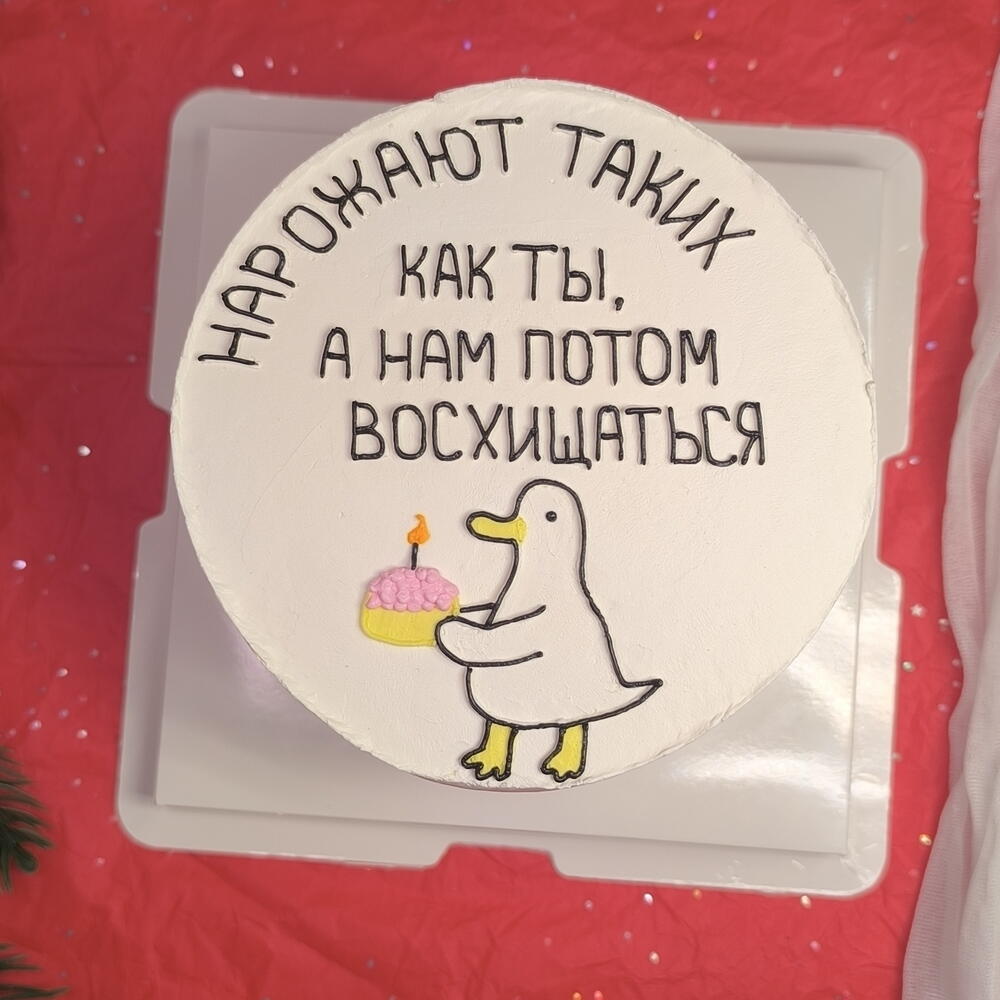 НАРОЖАЮТ ТАКИХ
КАК ТЫ,
А НАМ ПОТОМ
ВОСХИЩАТЬСЯ